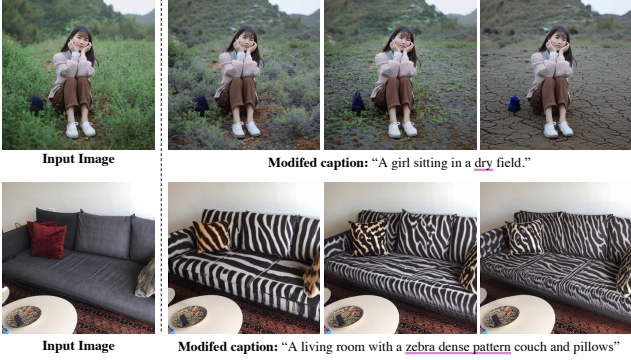 Input Image
Modifed caption: “A girl sitting in a dry field.”
Input Image
Modifed caption: “A living room with a zebra dense pattern couch and pillows”